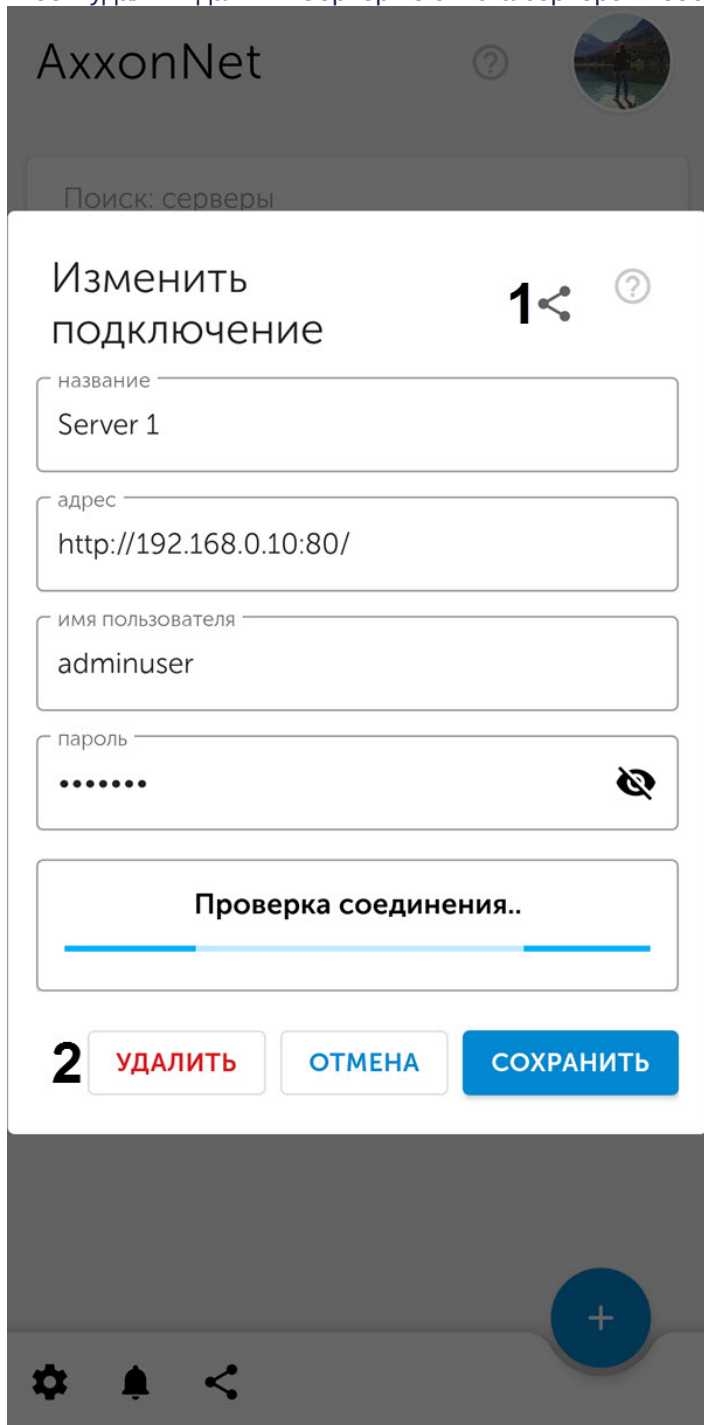 AxxonNet
Поиск: серверы
Изменить
подключение
1
название
Server 1
адрес
http://192.168.0.10:80/
имя пользователя
adminuser
пароль
•••••••
Проверка соединения..
2 УДАЛИТЬ ОТМЕНА СОХРАНИТЬ